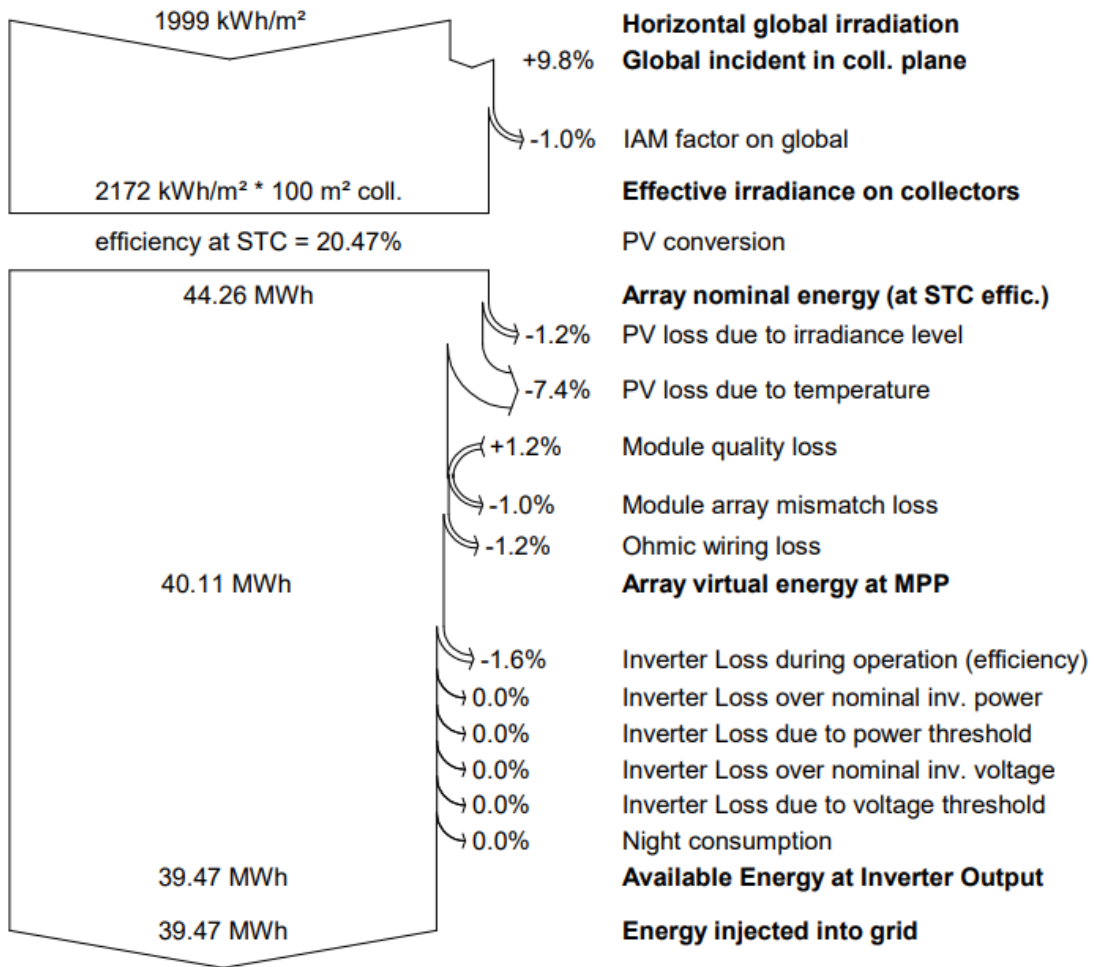 1999 kWh/m² Horizontal global irradiation
+9.8% Global incident in coll. plane
-1.0% IAM factor on global
2172 kWh/m² * 100 m² coll. Effective irradiance on collectors
efficiency at STC = 20.47% PV conversion
44.26 MWh Array nominal energy (at STC effic.)
-1.2% PV loss due to irradiance level
-7.4% PV loss due to temperature
+1.2% Module quality loss
-1.0% Module array mismatch loss
-1.2% Ohmic wiring loss
40.11 MWh Array virtual energy at MPP
-1.6% Inverter Loss during operation (efficiency)
0.0% Inverter Loss over nominal inv. power
0.0% Inverter Loss due to power threshold
0.0% Inverter Loss over nominal inv. voltage
0.0% Inverter Loss due to voltage threshold
0.0% Night consumption
39.47 MWh Available Energy at Inverter Output
39.47 MWh Energy injected into grid